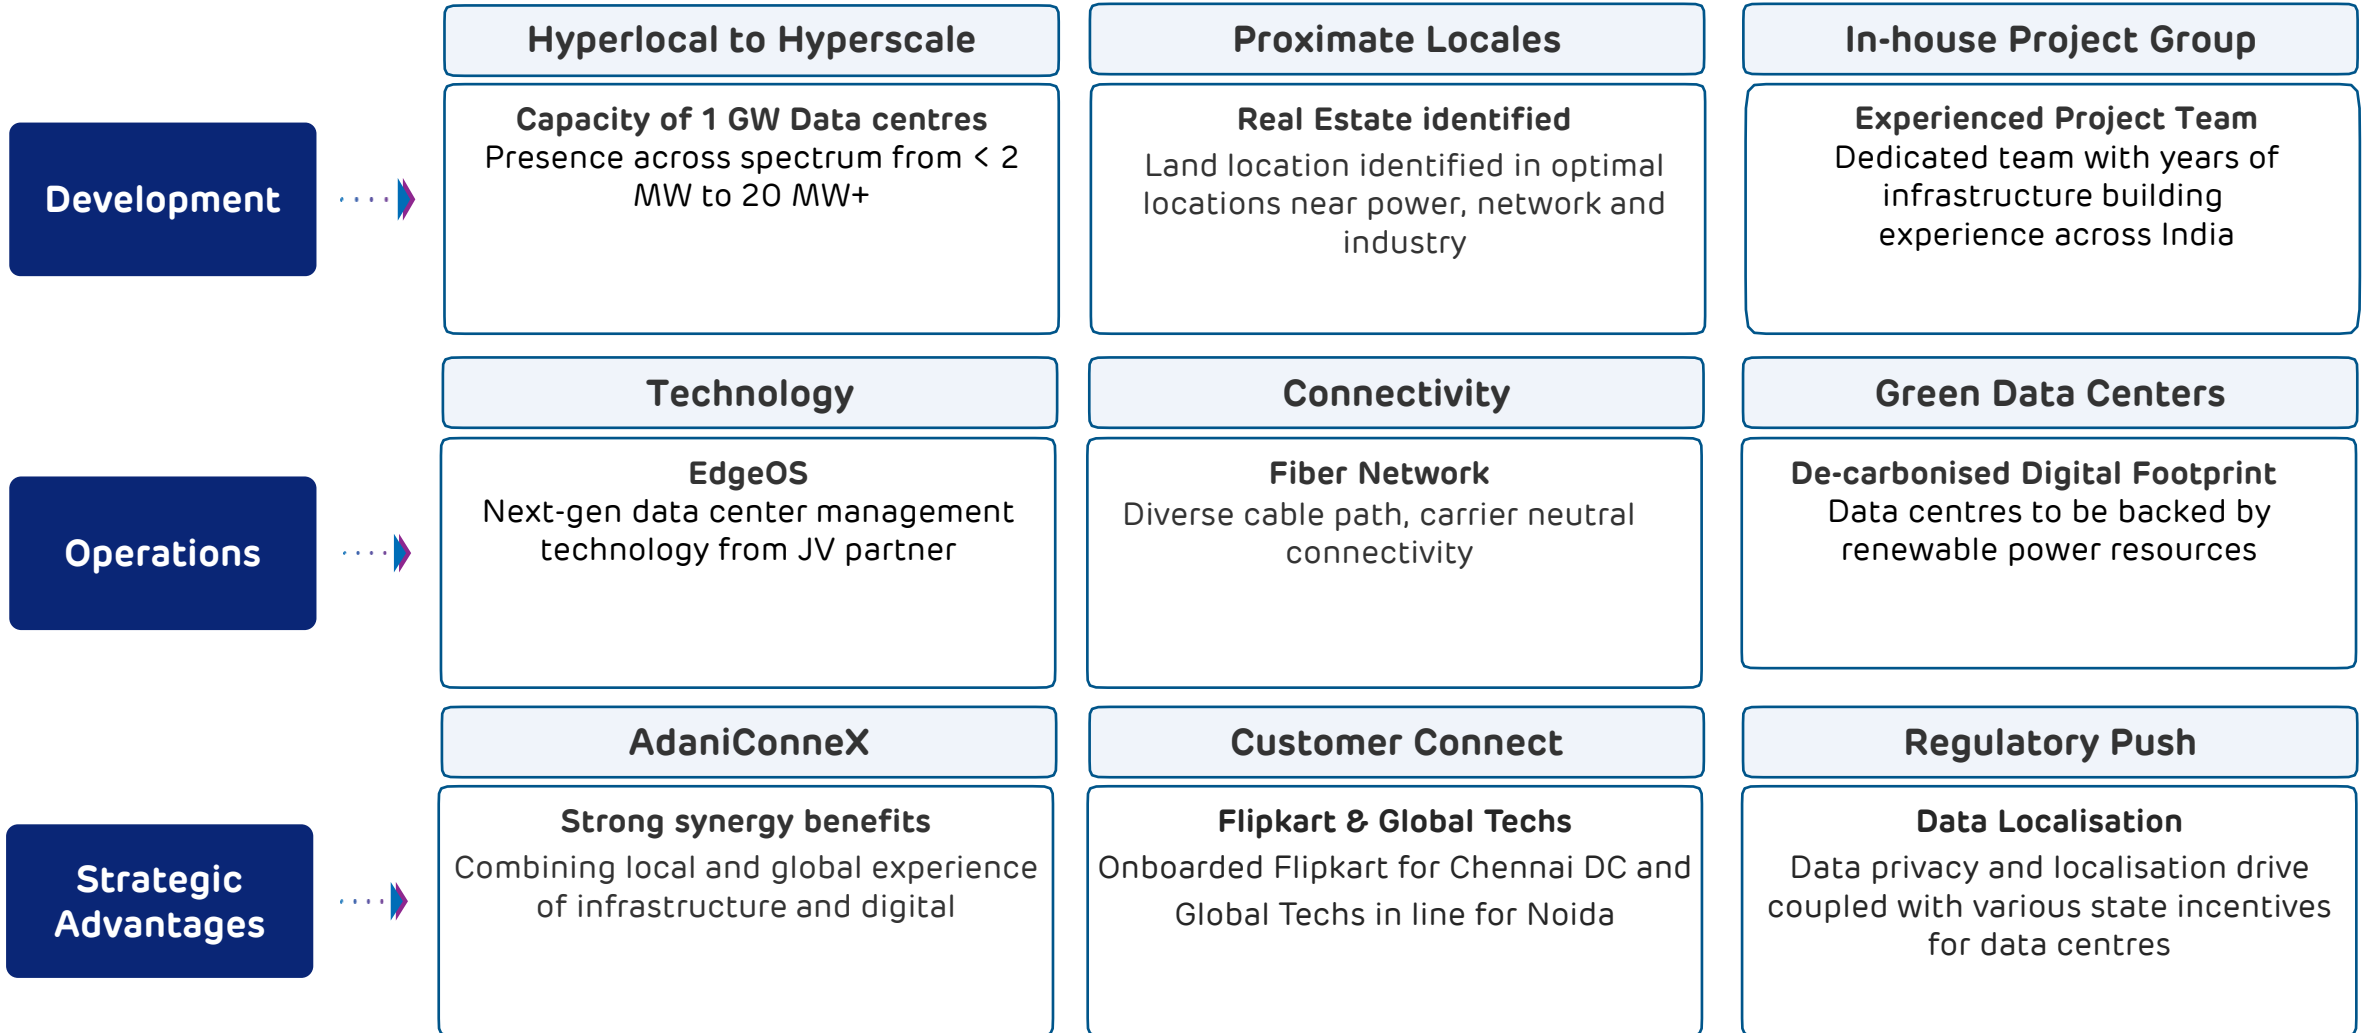 Hyperlocal to Hyperscale
Proximate Locales
In-house Project Group
Development
Capacity of 1 GW Data centres
Presence across spectrum from < 2
MW to 20 MW+
Real Estate identified
Land location identified in optimal
locations near power, network and
industry
Experienced Project Team
Dedicated team with years of
infrastructure building
experience across India
Technology
Connectivity
Green Data Centers
Operations
EdgeOS
Next-gen data center management
technology from JV partner
Fiber Network
Diverse cable path, carrier neutral
connectivity
De-carbonised Digital Footprint
Data centres to be backed by
renewable power resources
AdaniConneX
Customer Connect
Regulatory Push
Strategic
Advantages
Strong synergy benefits
Combining local and global experience
of infrastructure and digital
Flipkart & Global Techs
Onboarded Flipkart for Chennai DC and
Global Techs in line for Noida
Data Localisation
Data privacy and localisation drive
coupled with various state incentives
for data centres